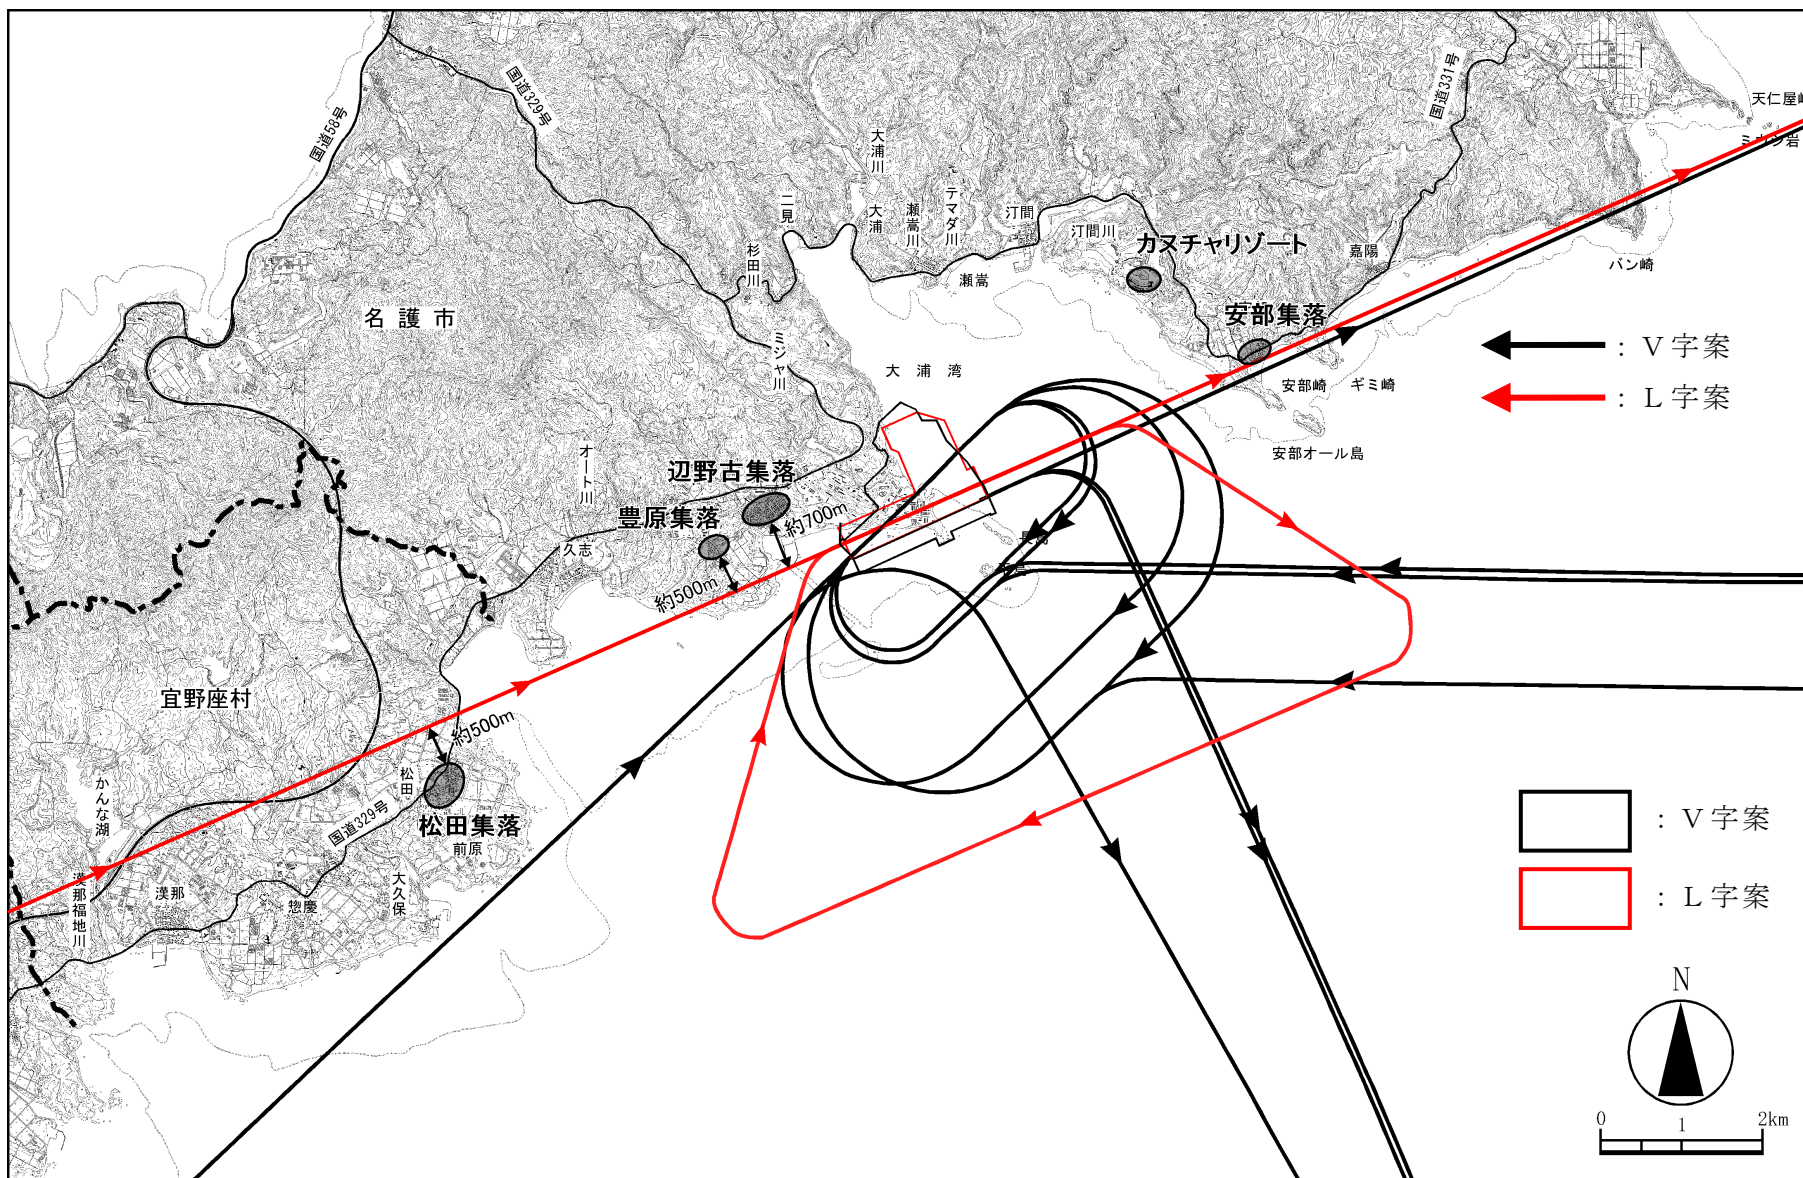 天仁屋崎
ミサシ岩
国道58号
国道329号
国道331号
大浦川
二見
大浦
瀬嵩川
テマダ川
汀間
汀間川
カヌチャリゾート
嘉陽
バン崎
杉田川
瀬嵩
安部集落
名護市
ミジャ川
大浦湾
安部崎
ギミ崎
安部オール島
: V字案
: L字案
オート川
辺野古集落
豊原集落
約700m
久志
約500m
長島
平島
宜野座村
約500m
松田
かんな湖
国道329号
松田集落
前原
漢那
惣慶
大久保
漢那福地川
: V字案
: L字案
N
0 1 2km